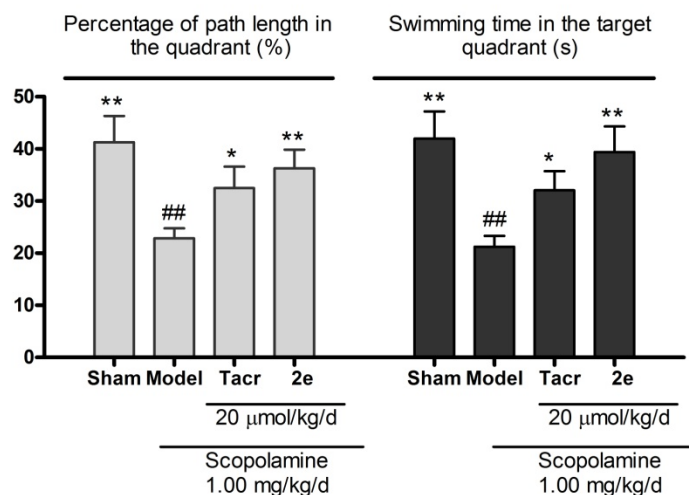 Percentage of path length in
the quadrant (%)
Swimming time in the target
quadrant (s)
50
40
30
20
10
0
** ## * **
** ## * **
Sham Model Tacr 2e
Sham Model Tacr 2e
20 μmol/kg/d
20 μmol/kg/d
Scopolamine
1.00 mg/kg/d
Scopolamine
1.00 mg/kg/d